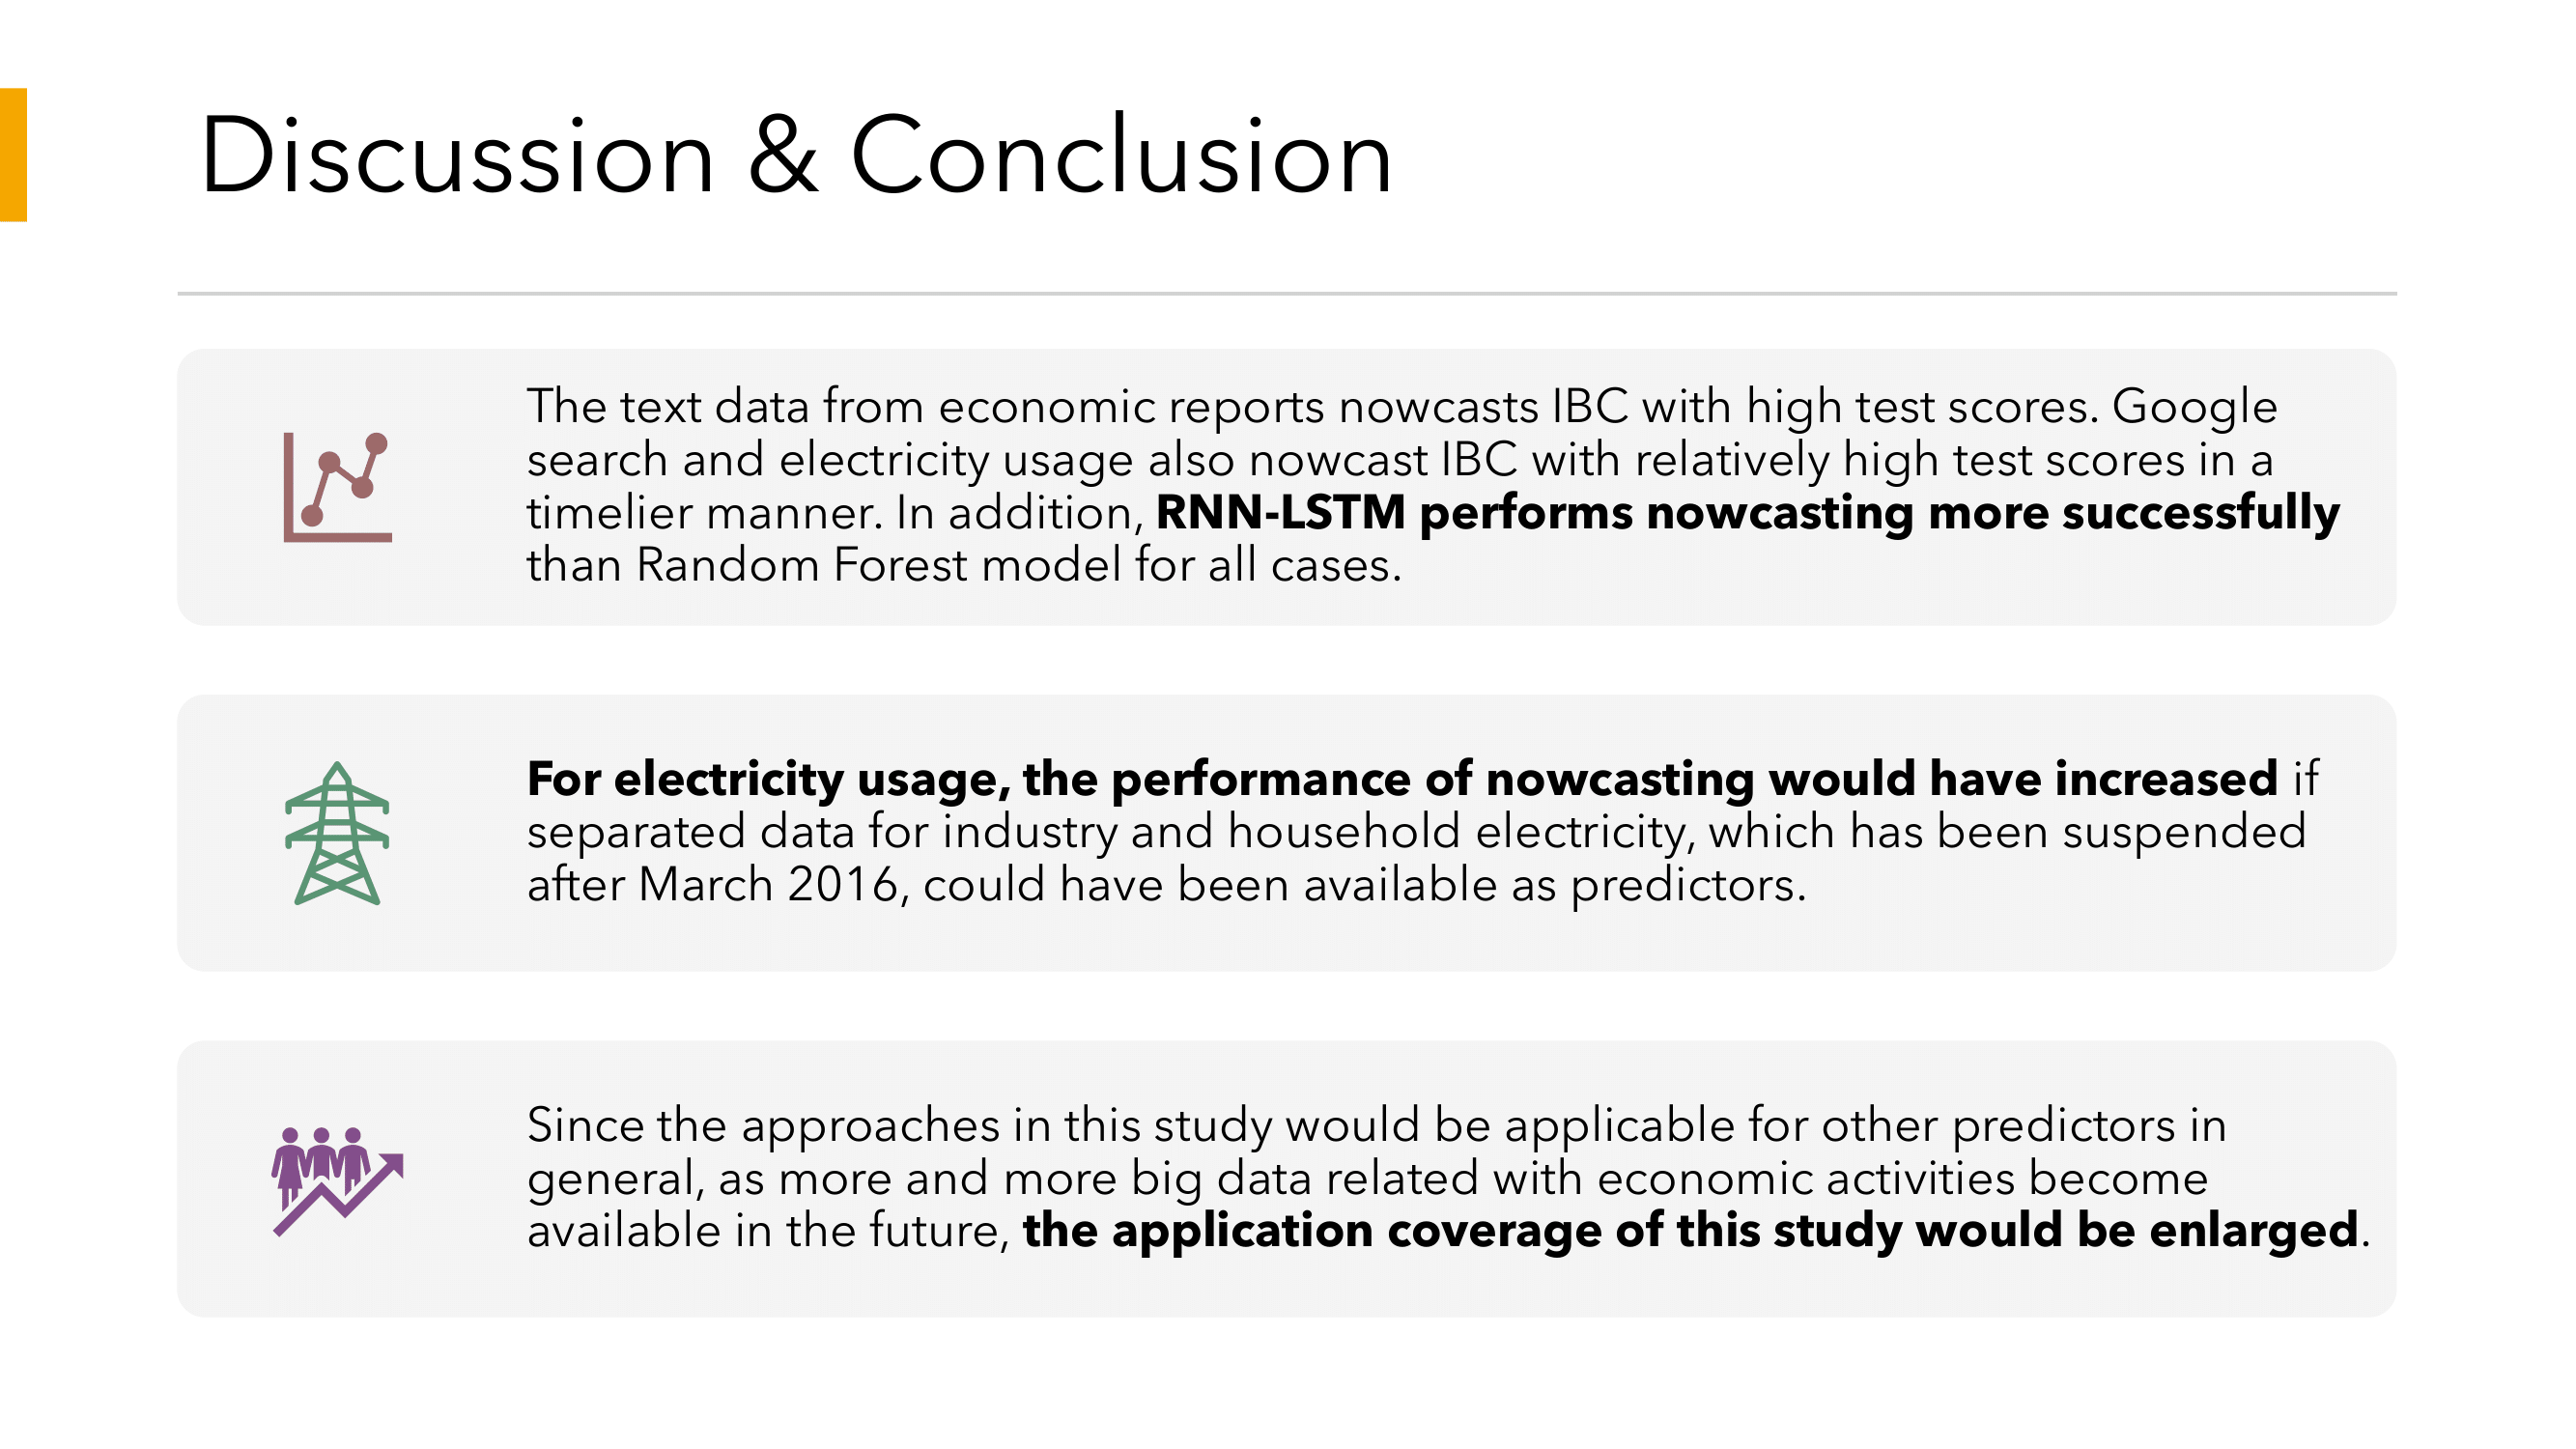 Discussion & Conclusion
The text data from economic reports nowcasts IBC with high test scores. Google
search and electricity usage also nowcast IBC with relatively high test scores in a
timelier manner. In addition, RNN-LSTM performs nowcasting more successfully
than Random Forest model for all cases.
For electricity usage, the performance of nowcasting would have increased if
separated data for industry and household electricity, which has been suspended
after March 2016, could have been available as predictors.
Since the approaches in this study would be applicable for other predictors in
general, as more and more big data related with economic activities become
available in the future, the application coverage of this study would be enlarged.